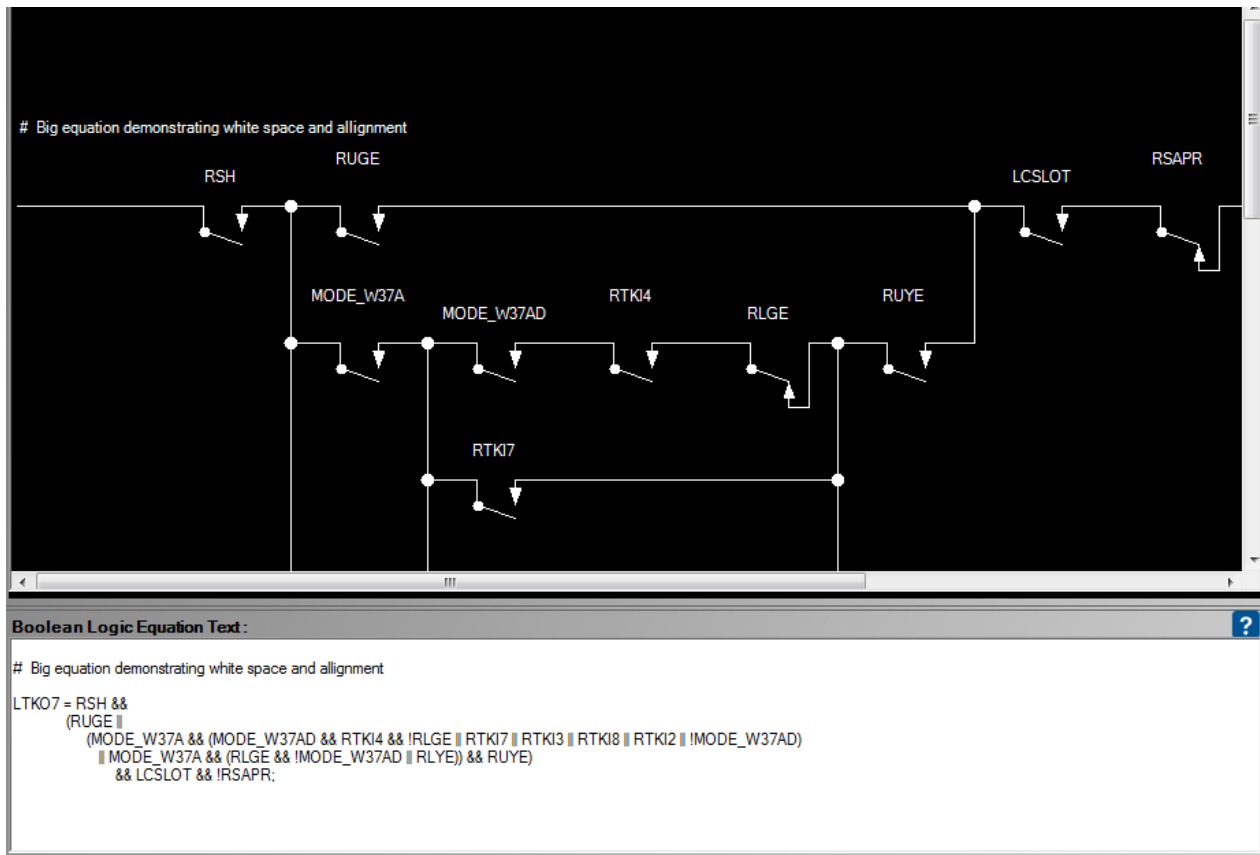 # Big equation demonstrating white space and allignment
RUGE
RSAPR
RSH
LCSLOT
MODE_W37A
RTKI4
RUYE
MODE_W37AD
RLGE
RTKI7
Boolean Logic Equation Text:
?
# Big equation demonstrating white space and allignment
LTKO7 = RSH &&
(RUGE ||
(MODE_W37A && (MODE_W37AD && RTKI4 && !RLGE || RTKI7 || RTKI3 || RTKI8 || RTKI2 || !MODE_W37AD)
|| MODE_W37A && (RLGE && !MODE_W37AD || RLYE)) && RUYE)
&& LCSLOT && !RSAPR;